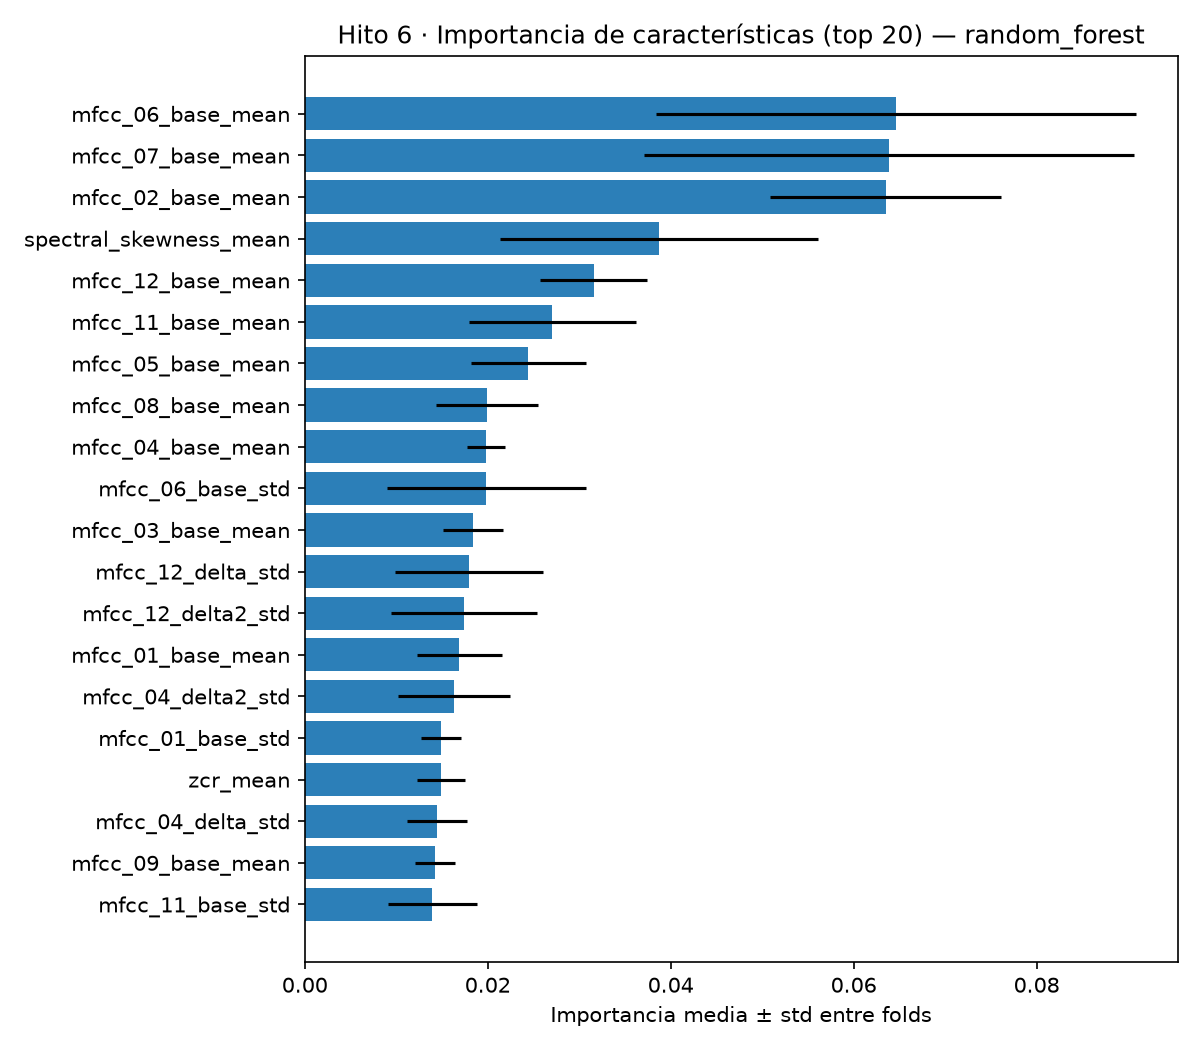 Hito 6 · Importancia de características (top 20) — random_forest
mfcc_06_base_mean
mfcc_07_base_mean
mfcc_02_base_mean
spectral_skewness_mean
mfcc_12_base_mean
mfcc_11_base_mean
mfcc_05_base_mean
mfcc_08_base_mean
mfcc_04_base_mean
mfcc_06_base_std
mfcc_03_base_mean
mfcc_12_delta_std
mfcc_12_delta2_std
mfcc_01_base_mean
mfcc_04_delta2_std
mfcc_01_base_std
zcr_mean
mfcc_04_delta_std
mfcc_09_base_mean
mfcc_11_base_std
0.00 0.02 0.04 0.06 0.08
Importancia media ± std entre folds